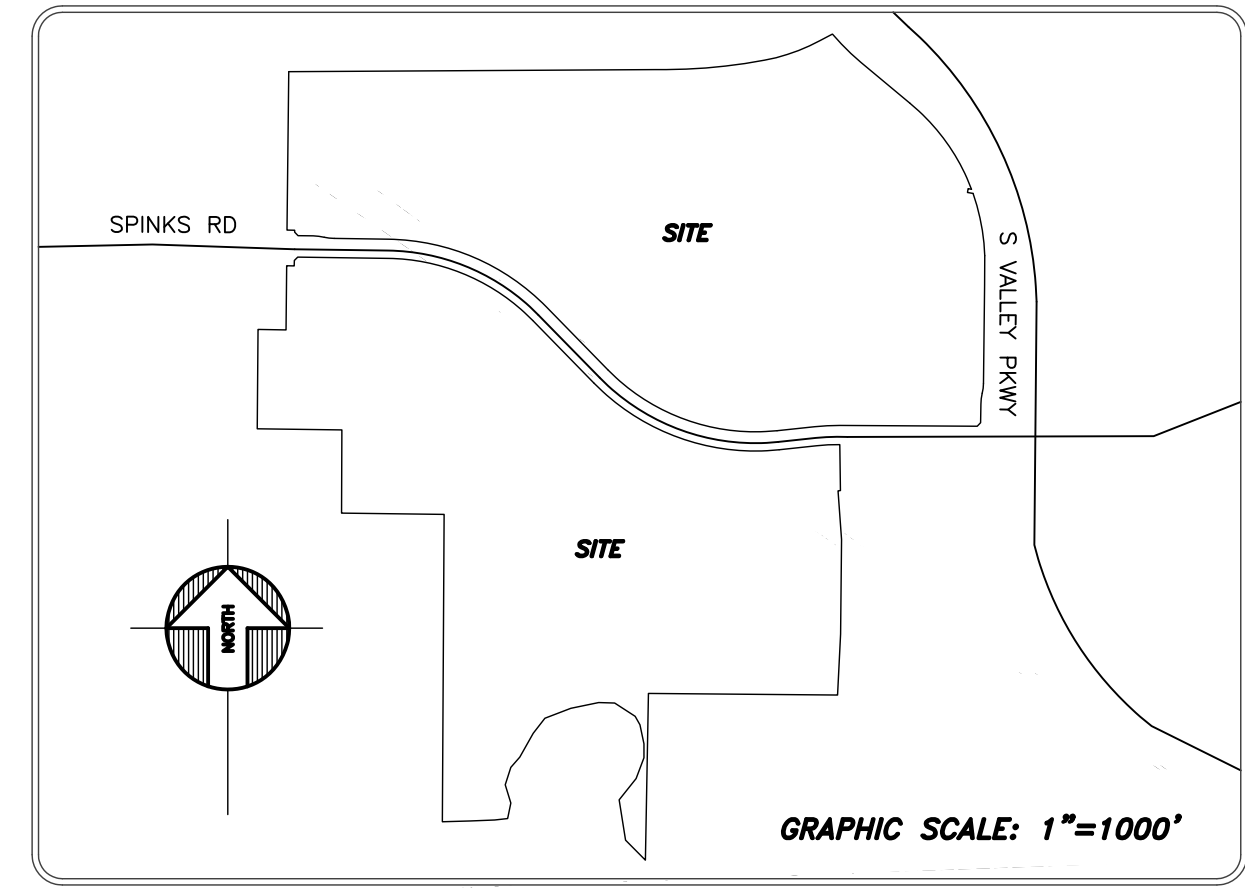 SPINKS RD
SITE
S VALLEY PKWY
SITE
NORTH
GRAPHIC SCALE: 1"=1000'